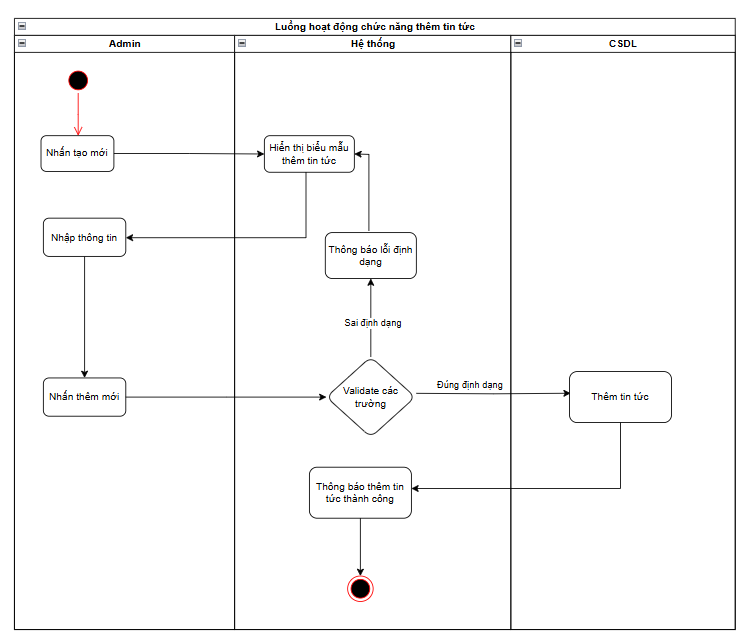 Luồng hoạt động chức năng thêm tin tức
Admin
Hệ thống
CSDL
Nhấn tạo mới
Hiển thị biểu mẫu
thêm tin tức
Nhập thông tin
Thông báo lỗi định
dạng
Sai định dạng
Nhấn thêm mới
Validate các
trường
Đúng định dạng
Thêm tin tức
Thông báo thêm tin
tức thành công